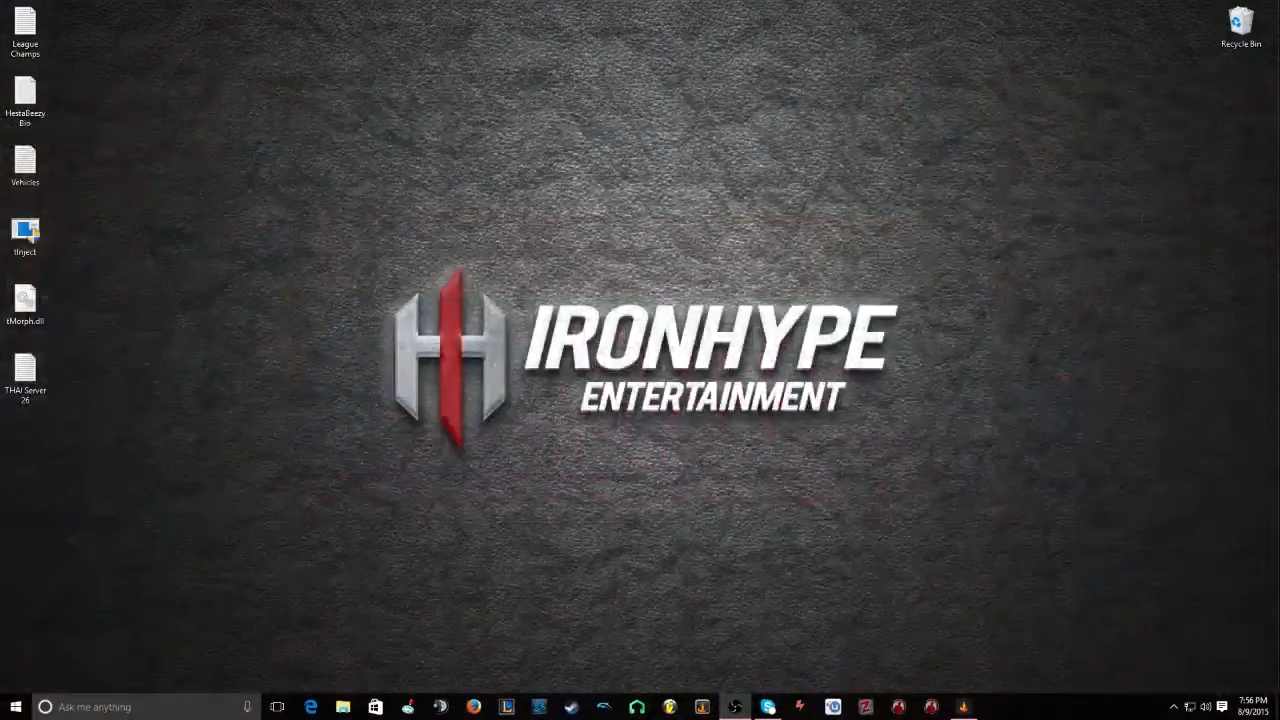 League
Champs
HestaBeezy
Bio
Vehicles
tInject
tMorph.dll
THAI Server
26
Recycle Bin
IRONHYPE
ENTERTAINMENT
Ask me anything
7:56 PM
8/9/2015